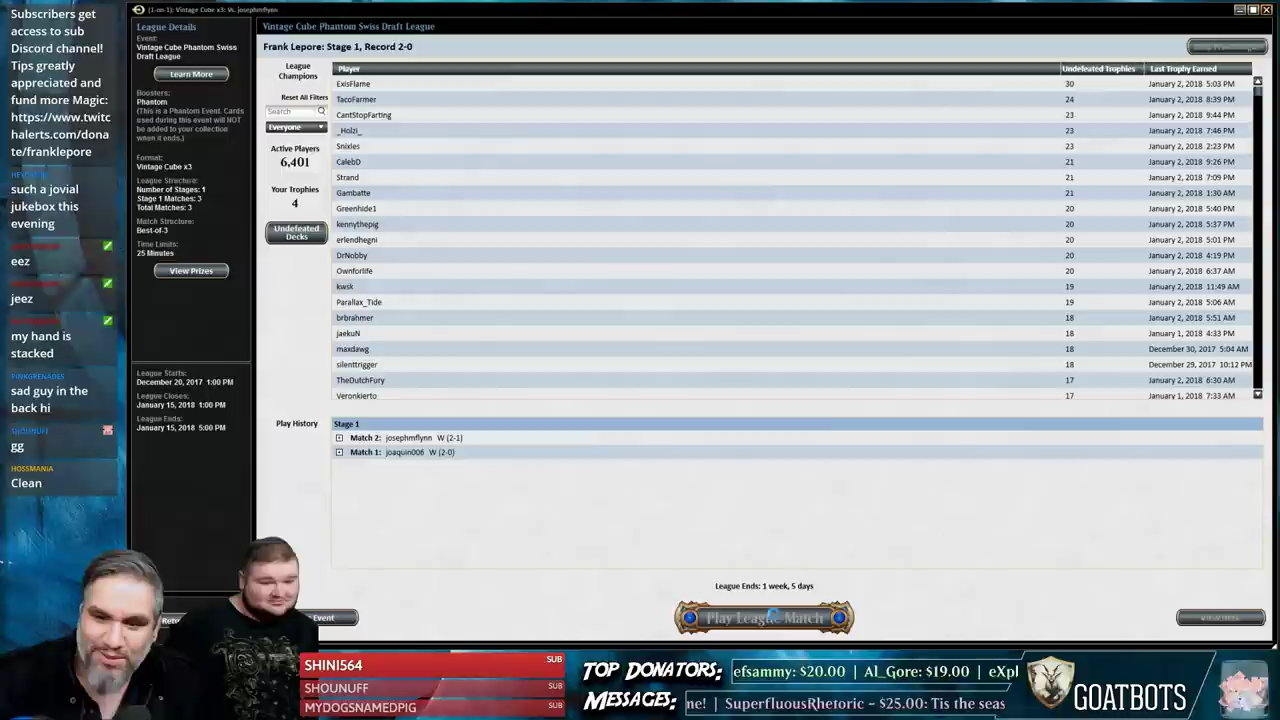 Subscribers get
access to sub
Discord channel!
Tips greatly
appreciated and
find more Magic:
https://www.twitc
halerts.com/dona
te/franklepore
such a jovial
jukebox this
evening
eez
jeez
my hand is
stacked
PINKGRENADES
sad guy in the
back hi
SHOUNUFF
gg
HOSSMANIA
Clean
(1-on-1): Vintage Cube x3: Vs. josephmflynn
League Details
Event:
Vintage Cube Phantom Swiss
Draft League
Learn More
Boosters:
Phantom
(This is a Phantom Event. Cards
used during this event will NOT
be added to your collection
when it ends.)
Format:
Vintage Cube x3
League Structure:
Number of Stages: 1
Stage 1 Matches: 3
Total Matches: 3
Match Structure:
Best-of-3
Time Limits:
25 Minutes
View Prizes
League Starts:
December 20, 2017 1:00 PM
League Closes:
January 15, 2018 1:00 PM
League Ends:
January 15, 2018 5:00 PM
Vintage Cube Phantom Swiss Draft League
Frank Lepore: Stage 1, Record 2-0
League
Champions
Reset All Filters
Search
Everyone
Active Players
6,401
Your Trophies
4
Undefeated
Decks
Player Undefeated Trophies Last Trophy Earned
ExisFlame 30 January 2, 2018 5:03 PM
TacoFarmer 24 January 2, 2018 8:39 PM
CantStopFarting 23 January 2, 2018 9:44 PM
_Holzi_ 23 January 2, 2018 7:46 PM
Snixles 23 January 2, 2018 2:23 PM
CalebD 21 January 2, 2018 9:26 PM
Strand 21 January 2, 2018 7:09 PM
Gambatte 21 January 2, 2018 1:30 AM
Greenhide1 20 January 2, 2018 5:40 PM
kennythepig 20 January 2, 2018 5:37 PM
erlendhegni 20 January 2, 2018 5:01 PM
DrNobby 20 January 2, 2018 4:19 PM
Ownforlife 20 January 2, 2018 6:37 AM
kwsk 19 January 2, 2018 11:49 AM
Parallax_Tide 19 January 2, 2018 5:06 AM
brbrahmer 18 January 2, 2018 5:51 AM
jaekuN 18 January 1, 2018 4:33 PM
maxdawg 18 December 30, 2017 5:04 AM
silenttrigger 18 December 29, 2017 10:12 PM
TheDutchFury 17 January 2, 2018 6:30 AM
Veronkierto 17 January 1, 2018 7:33 AM
Play History
Stage 1
Match 2: josephmflynn W (2-1)
Match 1: joaquin006 W (2-0)
League Ends: 1 week, 5 days
Play League Match
Event
SHINI564 SUB
SHOUNUFF SUB
MYDOGSNAMEDPIG SUB
TOP DONATORS: efsammy: $20.00 | Al_Gore: $19.00 | eXpl
MESSAGES: ne! | SuperfluousRhetoric - $25.00: Tis the seas
GOATBOTS